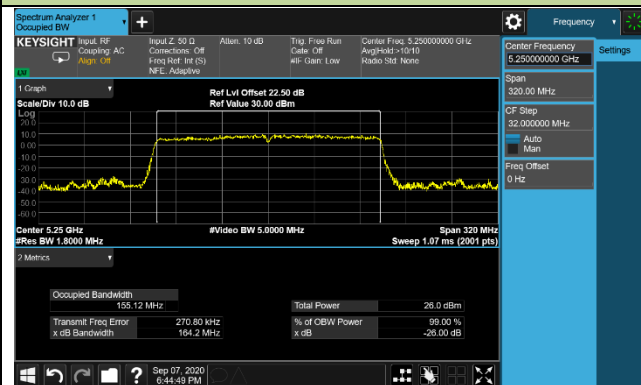 Spectrum Analyzer 1
Occupied BW
+
Frequency
KEYSIGHT
Input: RF
Coupling: AC
Align: Off
Input Z: 50 Ω
Corrections: Off
Freq Ref: Int (S)
NFE: Adaptive
Atten: 10 dB
Trig: Free Run
Gate: Off
#IF Gain: Low
Center Freq: 5.250000000 GHz
Avg|Hold:>10/10
Radio Std: None
LXI
Center Frequency
5.250000000 GHz
Settings
Span
320.00 MHz
CF Step
32.000000 MHz
Auto
Man
Freq Offset
0 Hz
1 Graph
Scale/Div 10.0 dB
Ref Lvl Offset 22.50 dB
Ref Value 30.00 dBm
Log
20.0
10.0
0.00
-10.0
-20.0
-30.0
-40.0
-50.0
-60.0
Center 5.25 GHz
#Res BW 1.8000 MHz
#Video BW 5.0000 MHz
Span 320 MHz
Sweep 1.07 ms (2001 pts)
2 Metrics
Occupied Bandwidth
155.12 MHz
Total Power 26.0 dBm
Transmit Freq Error 270.80 kHz
% of OBW Power 99.00 %
x dB Bandwidth 164.2 MHz
x dB -26.00 dB
?
Sep 07, 2020
6:44:49 PM